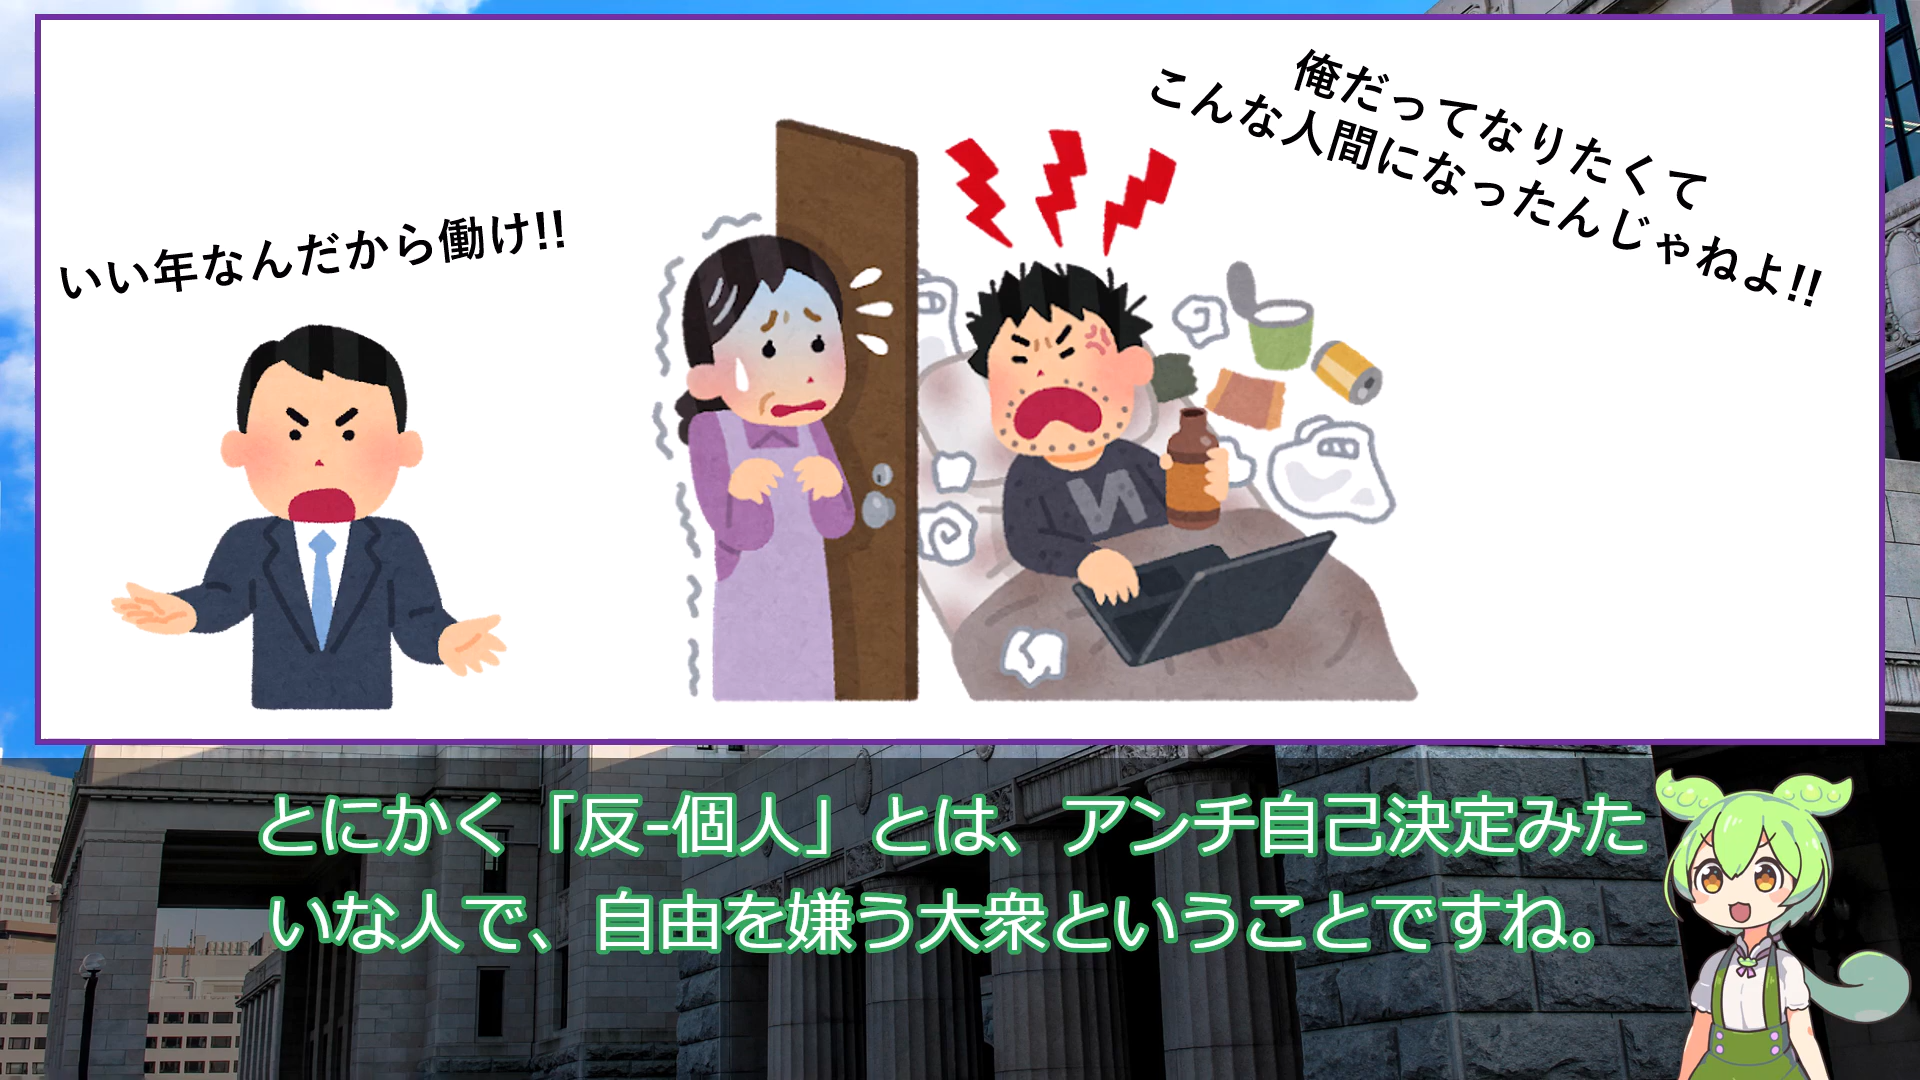 いい年なんだから働け!!
俺だってなりたくて
こんな人間になったんじゃねよ!!
N
とにかく「反-個人」とは、アンチ自己決定みた
いな人で、自由を嫌う大衆ということですね。